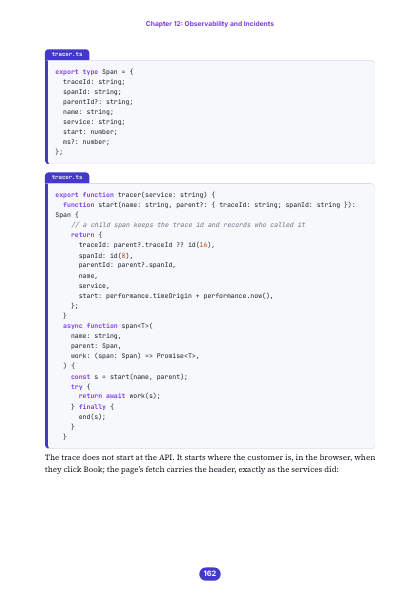 Chapter 12: Observability and Incidents
tracer.ts
export type Span = {
  traceId: string;
  spanId: string;
  parentId?: string;
  name: string;
  service: string;
  start: number;
  ms?: number;
};
tracer.ts
export function tracer(service: string) {
  function start(name: string, parent?: { traceId: string; spanId: string }):
Span {
    // a child span keeps the trace id and records who called it
    return {
      traceId: parent?.traceId ?? id(16),
      spanId: id(8),
      parentId: parent?.spanId,
      name,
      service,
      start: performance.timeOrigin + performance.now(),
    };
  }
  async function span<T>(
    name: string,
    parent: Span,
    work: (span: Span) => Promise<T>,
  ) {
    const s = start(name, parent);
    try {
      return await work(s);
    } finally {
      end(s);
    }
  }
The trace does not start at the API. It starts where the customer is, in the browser, when
they click Book; the page's fetch carries the header, exactly as the services did:
162